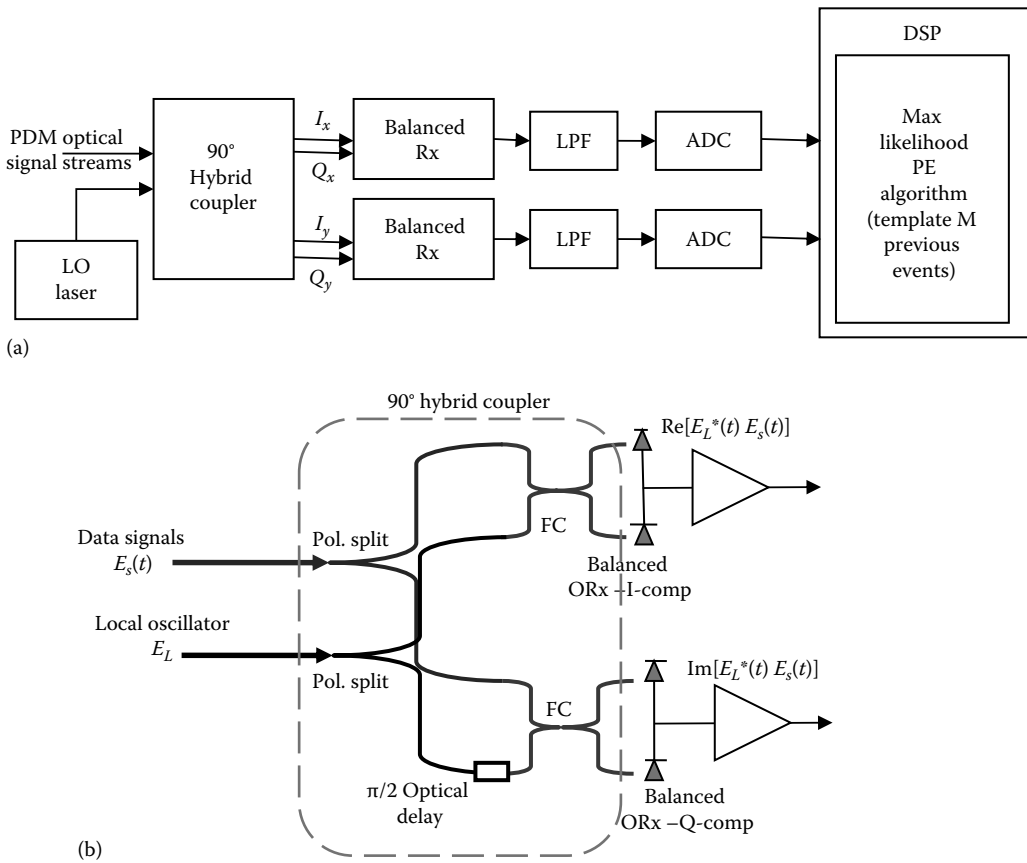 PDM optical
signal streams
LO
laser
90°
Hybrid
coupler
I_x
Q_x
I_y
Q_y
Balanced
Rx
LPF
ADC
Balanced
Rx
LPF
ADC
DSP
Max
likelihood
PE
algorithm
(template M
previous
events)
(a)
90° hybrid coupler
Data signals
E_s(t)
Pol. split
Local oscillator
E_L
Pol. split
π/2 Optical
delay
FC
FC
Re[E_L*(t) E_s(t)]
Balanced
ORx –I-comp
Im[E_L*(t) E_s(t)]
Balanced
ORx –Q-comp
(b)